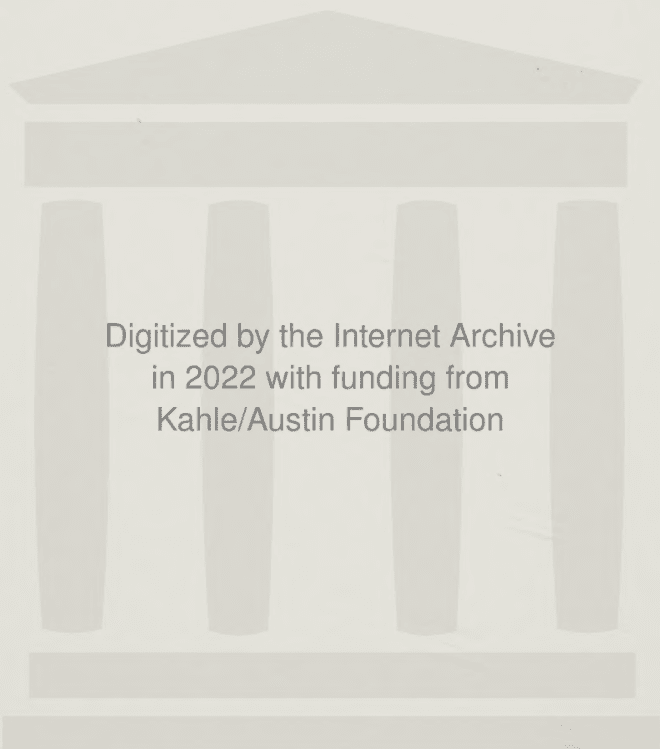 Digitized by the Internet Archive
in 2022 with funding from
Kahle/Austin Foundation